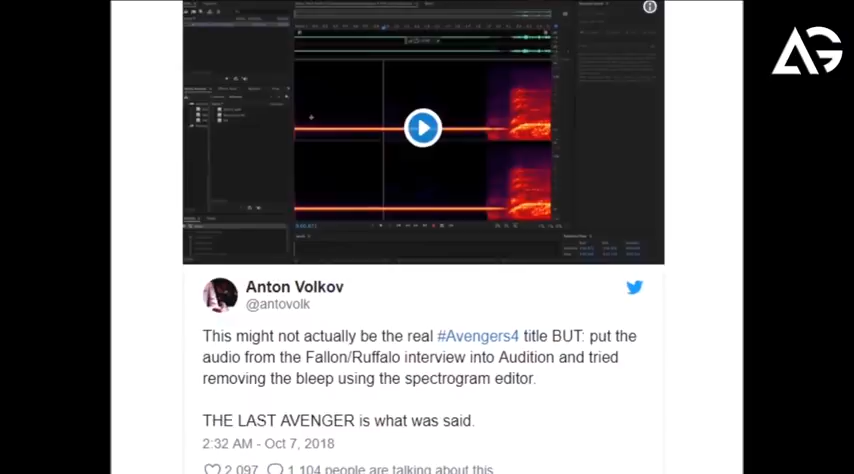 AG
Anton Volkov
@antovolk
This might not actually be the real #Avengers4 title BUT: put the
audio from the Fallon/Ruffalo interview into Audition and tried
removing the bleep using the spectrogram editor.
THE LAST AVENGER is what was said.
2:32 AM - Oct 7, 2018
2,097 1,104 people are talking about this